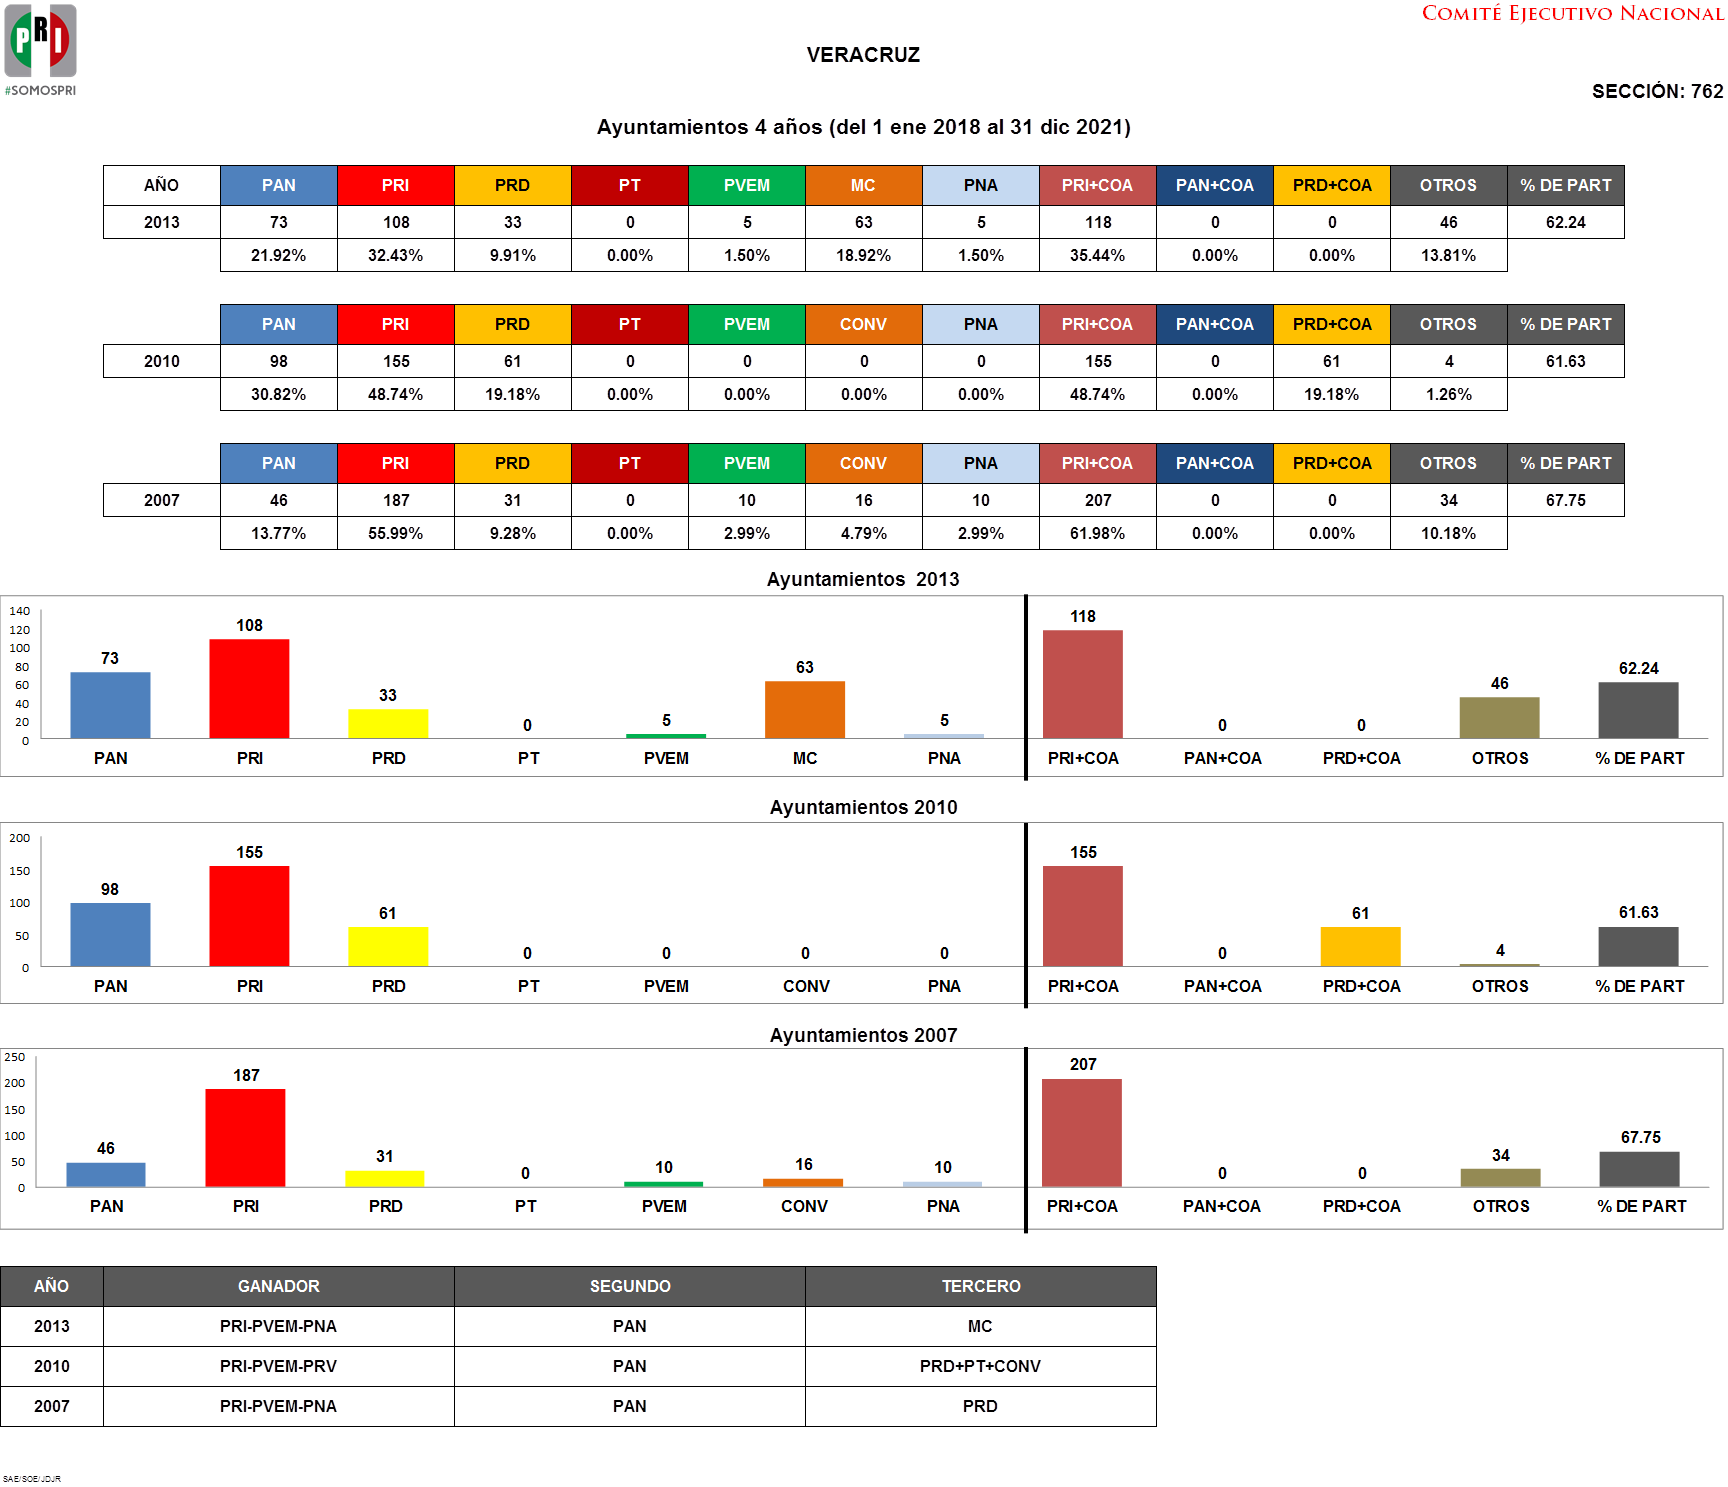 COMITÉ EJECUTIVO NACIONAL
PRI
#SOMOSPRI
VERACRUZ
SECCIÓN: 762
Ayuntamientos 4 años (del 1 ene 2018 al 31 dic 2021)
AÑO PAN PRI PRD PT PVEM MC PNA PRI+COA PAN+COA PRD+COA OTROS % DE PART
2013 73 108 33 0 5 63 5 118 0 0 46 62.24
21.92% 32.43% 9.91% 0.00% 1.50% 18.92% 1.50% 35.44% 0.00% 0.00% 13.81%
PAN PRI PRD PT PVEM CONV PNA PRI+COA PAN+COA PRD+COA OTROS % DE PART
2010 98 155 61 0 0 0 0 155 0 61 4 61.63
30.82% 48.74% 19.18% 0.00% 0.00% 0.00% 0.00% 48.74% 0.00% 19.18% 1.26%
PAN PRI PRD PT PVEM CONV PNA PRI+COA PAN+COA PRD+COA OTROS % DE PART
2007 46 187 31 0 10 16 10 207 0 0 34 67.75
13.77% 55.99% 9.28% 0.00% 2.99% 4.79% 2.99% 61.98% 0.00% 0.00% 10.18%
Ayuntamientos 2013
140
120
100
80
60
40
20
0
73 108 33 0 5 63 5 118 0 0 46 62.24
PAN PRI PRD PT PVEM MC PNA PRI+COA PAN+COA PRD+COA OTROS % DE PART
Ayuntamientos 2010
200
150
100
50
0
98 155 61 0 0 0 0 155 0 61 4 61.63
PAN PRI PRD PT PVEM CONV PNA PRI+COA PAN+COA PRD+COA OTROS % DE PART
Ayuntamientos 2007
250
200
150
100
50
0
46 187 31 0 10 16 10 207 0 0 34 67.75
PAN PRI PRD PT PVEM CONV PNA PRI+COA PAN+COA PRD+COA OTROS % DE PART
AÑO GANADOR SEGUNDO TERCERO
2013 PRI-PVEM-PNA PAN MC
2010 PRI-PVEM-PRV PAN PRD+PT+CONV
2007 PRI-PVEM-PNA PAN PRD
SAE/SOE/JDJR